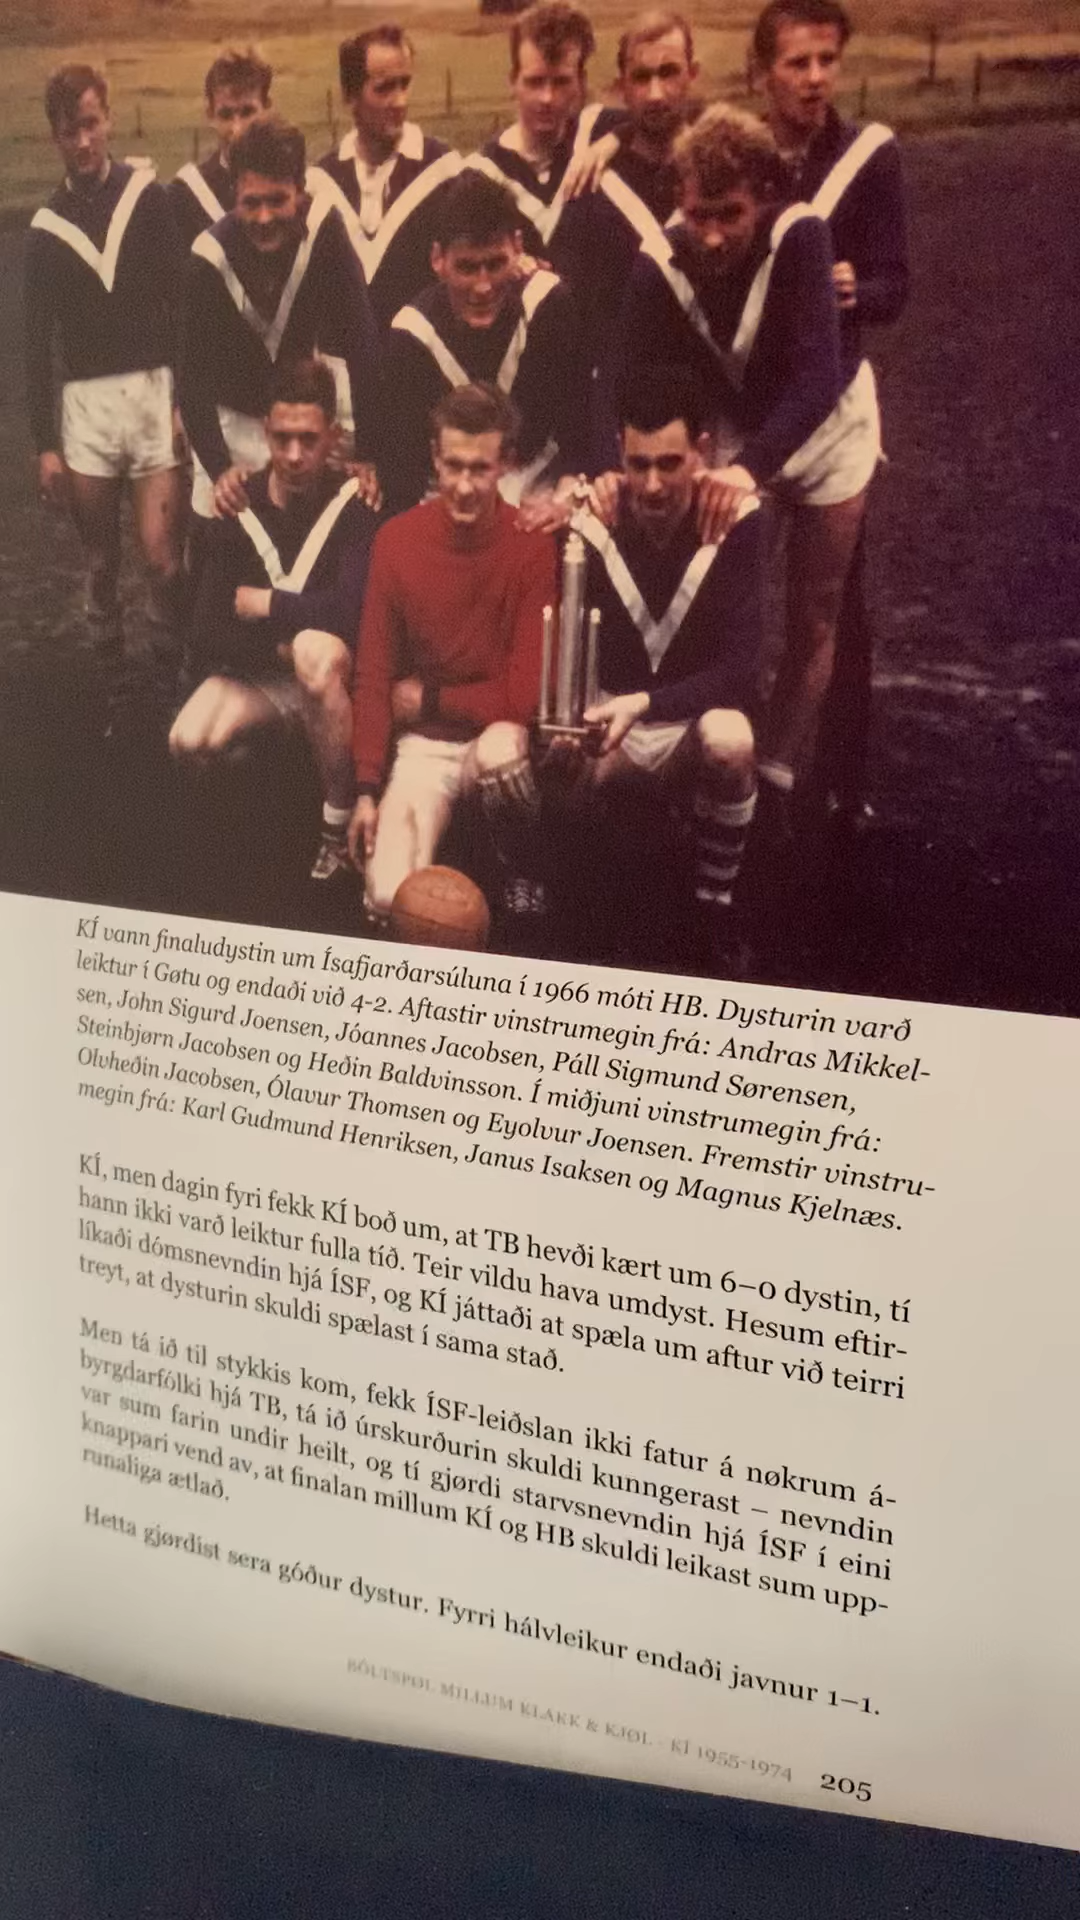 KÍ vann finaludystin um Ísafjarðarsúluna í 1966 móti HB. Dysturin varð
leiktur í Gøtu og endaði við 4-2. Aftastir vinstrumegin frá: Andras Mikkel-
sen, John Sigurd Joensen, Jóannes Jacobsen, Páll Sigmund Sørensen,
Steinbjørn Jacobsen og Heðin Baldvinsson. Í miðjuni vinstrumegin frá:
Olvheðin Jacobsen, Ólavur Thomsen og Eyolvur Joensen. Fremstir vinstru-
megin frá: Karl Gudmund Henriksen, Janus Isaksen og Magnus Kjelnæs.
KÍ, men dagin fyri fekk KÍ boð um, at TB hevði kært um 6–0 dystin, tí
hann ikki varð leiktur fulla tíð. Teir vildu hava umdyst. Hesum eftir-
líkaði dómsnevndin hjá ÍSF, og KÍ játtaði at spæla um aftur við teirri
treyt, at dysturin skuldi spælast í sama stað.
Men tá ið til stykkis kom, fekk ÍSF-leiðslan ikki fatur á nøkrum á-
byrgdarfólki hjá TB, tá ið úrskurðurin skuldi kunngerast – nevndin
var sum farin undir heilt, og tí gjørdi starvsnevndin hjá ÍSF í eini
knappari vend av, at finalan millum KÍ og HB skuldi leikast sum upp-
runaliga ætlað.
Hetta gjørdist sera góður dystur. Fyrri hálvleikur endaði javnur 1–1.
BÓLTSPØL MILLUM KLAKK & KJØL - KÍ 1955-1974 205